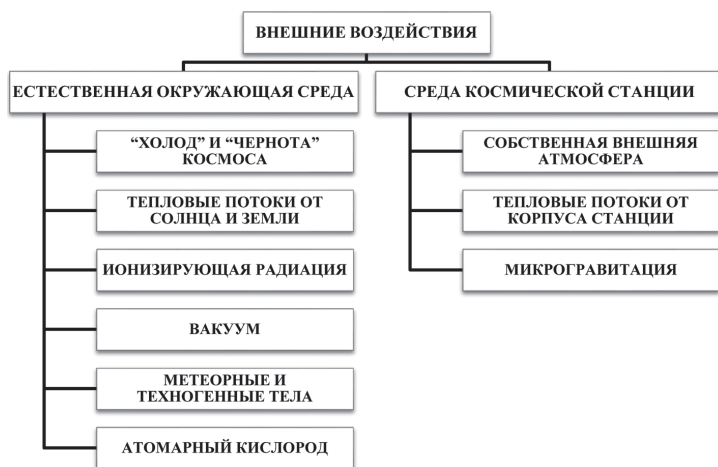 ВНЕШНИЕ ВОЗДЕЙСТВИЯ
ЕСТЕСТВЕННАЯ ОКРУЖАЮЩАЯ СРЕДА
“ХОЛОД” И “ЧЕРНОТА”
КОСМОСА
ТЕПЛОВЫЕ ПОТОКИ ОТ
СОЛНЦА И ЗЕМЛИ
ИОНИЗИРУЮЩАЯ РАДИАЦИЯ
ВАКУУМ
МЕТЕОРНЫЕ И
ТЕХНОГЕННЫЕ ТЕЛА
АТОМАРНЫЙ КИСЛОРОД
СРЕДА КОСМИЧЕСКОЙ СТАНЦИИ
СОБСТВЕННАЯ ВНЕШНЯЯ
АТМОСФЕРА
ТЕПЛОВЫЕ ПОТОКИ ОТ
КОРПУСА СТАНЦИИ
МИКРОГРАВИТАЦИЯ